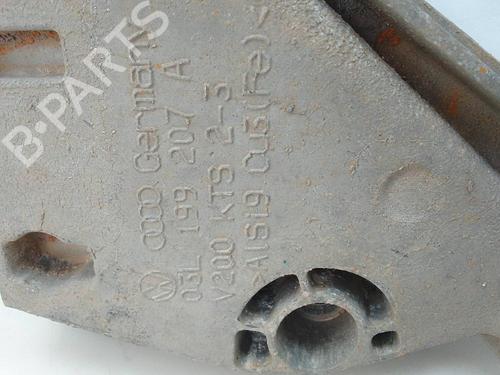 Germany
03L 199 207 A
V200 KTS 2-3
>AlSi9 Cu3(Fe)<
B-PARTS